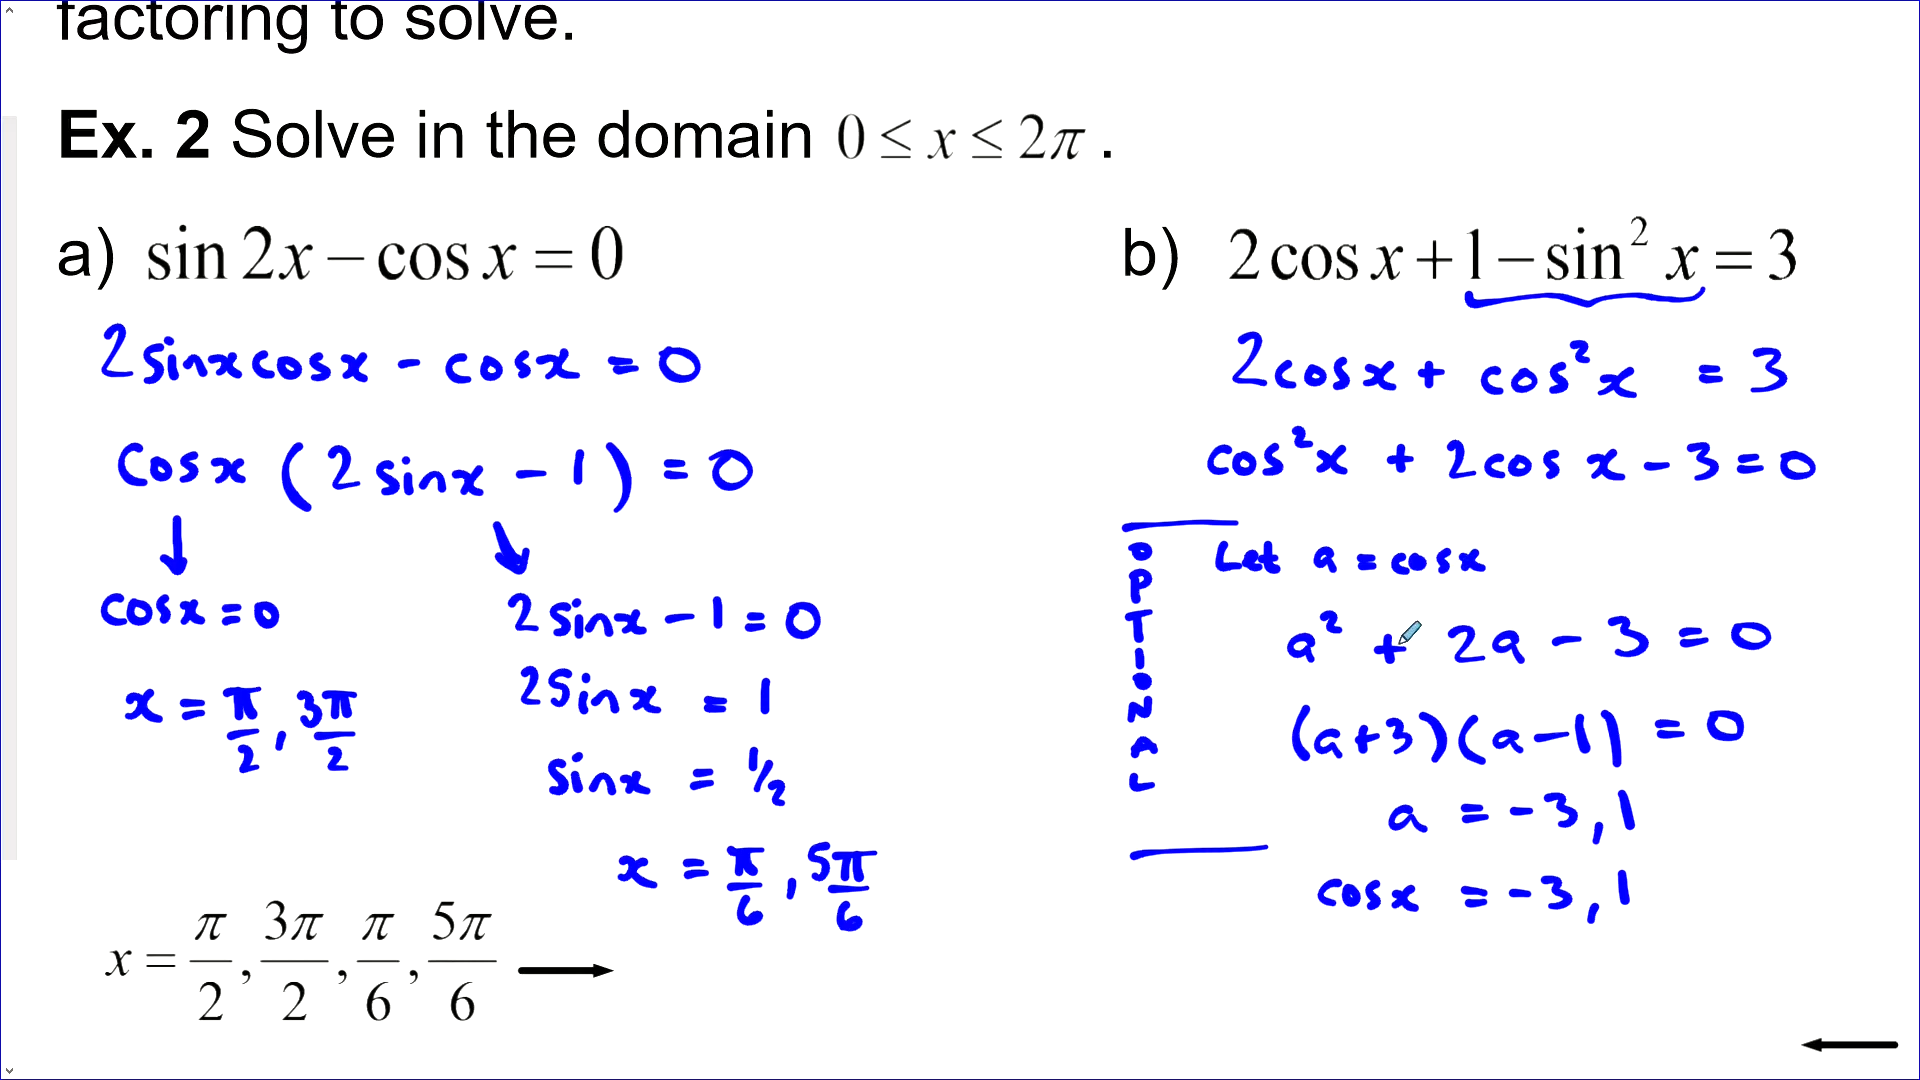 factoring to solve.
Ex. 2 Solve in the domain 0 ≤ x ≤ 2π.
a) sin 2x − cos x = 0
2 sinx cosx - cosx = 0
cosx (2 sinx - 1) = 0
cosx = 0
x = π/2, 3π/2
2 sinx - 1 = 0
2 sinx = 1
sinx = 1/2
x = π/6, 5π/6
x = π/2, 3π/2, π/6, 5π/6
b) 2 cos x + 1 − sin² x = 3
2cosx + cos²x = 3
cos²x + 2cosx - 3 = 0
OPTIONAL
Let a = cosx
a² + 2a - 3 = 0
(a+3)(a-1) = 0
a = -3, 1
cosx = -3, 1